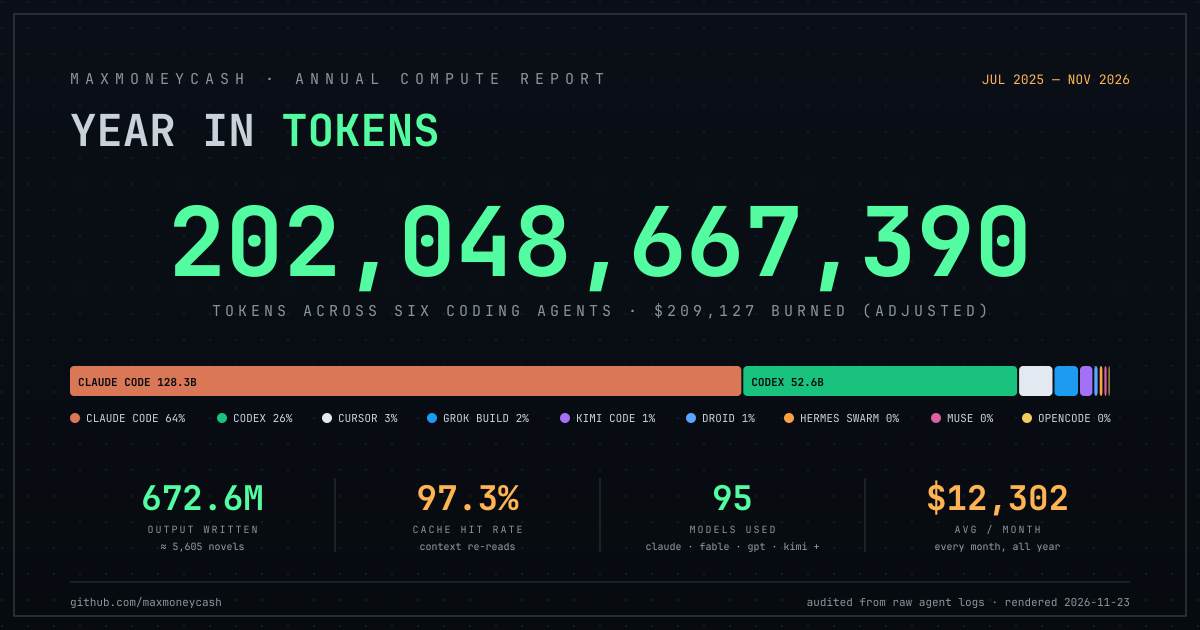 MAXMONEYCASH · ANNUAL COMPUTE REPORT
JUL 2025 — NOV 2026
YEAR IN TOKENS
202,048,667,390
TOKENS ACROSS SIX CODING AGENTS · $209,127 BURNED (ADJUSTED)
CLAUDE CODE 128.3B CODEX 52.6B
CLAUDE CODE 64% CODEX 26% CURSOR 3% GROK BUILD 2% KIMI CODE 1% DROID 1% HERMES SWARM 0% MUSE 0% OPENCODE 0%
672.6M 97.3% 95 $12,302
OUTPUT WRITTEN CACHE HIT RATE MODELS USED AVG / MONTH
≈ 5,605 novels context re-reads claude · fable · gpt · kimi + every month, all year
github.com/maxmoneycash audited from raw agent logs · rendered 2026-11-23